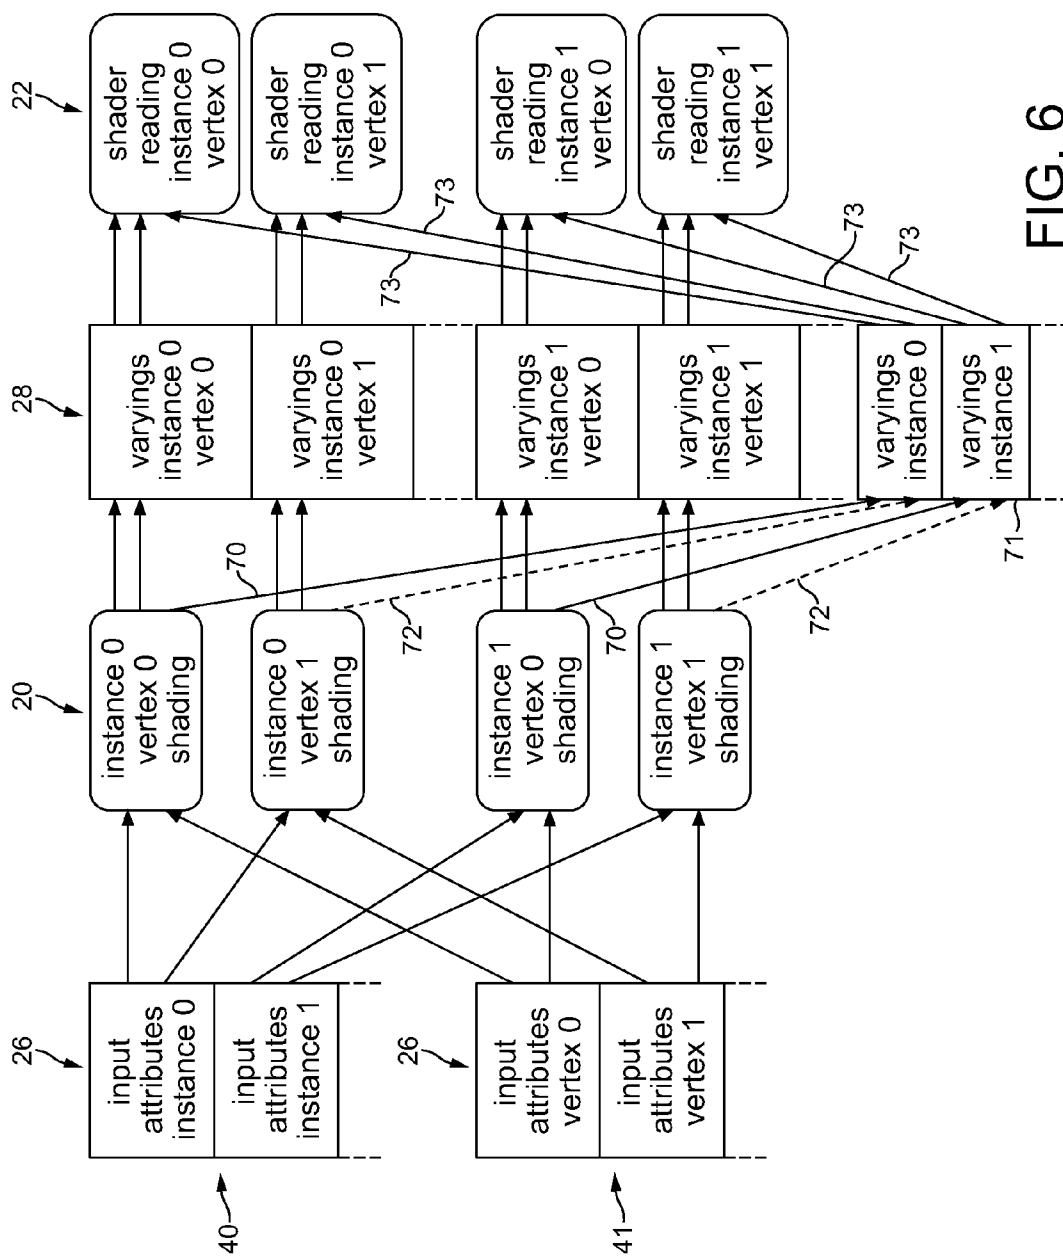 26
input
attributes
instance 0
input
attributes
instance 1
40
26
input
attributes
vertex 0
input
attributes
vertex 1
41
20
instance 0
vertex 0
shading
instance 0
vertex 1
shading
instance 1
vertex 0
shading
instance 1
vertex 1
shading
70
72
70
72
28
varyings
instance 0
vertex 0
varyings
instance 0
vertex 1
varyings
instance 1
vertex 0
varyings
instance 1
vertex 1
varyings
instance 0
varyings
instance 1
71
73
73
73
73
22
shader
reading
instance 0
vertex 0
shader
reading
instance 0
vertex 1
shader
reading
instance 1
vertex 0
shader
reading
instance 1
vertex 1
FIG. 6